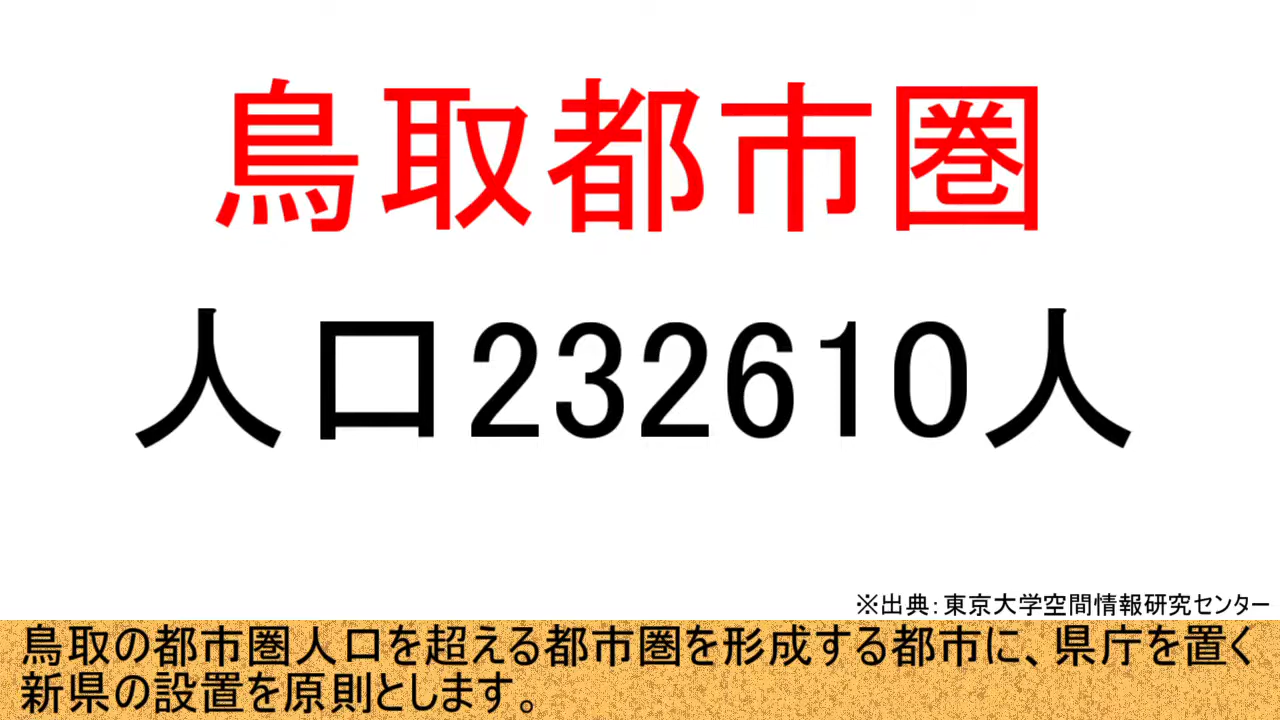 鳥取都市圏
人口232610人
※出典：東京大学空間情報研究センター
鳥取の都市圏人口を超える都市圏を形成する都市に、県庁を置く
新県の設置を原則とします。